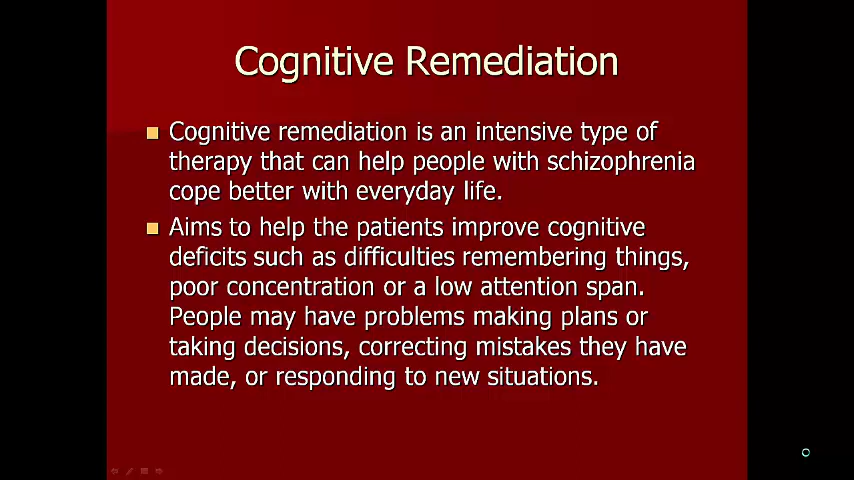 Cognitive Remediation
Cognitive remediation is an intensive type of
therapy that can help people with schizophrenia
cope better with everyday life.
Aims to help the patients improve cognitive
deficits such as difficulties remembering things,
poor concentration or a low attention span.
People may have problems making plans or
taking decisions, correcting mistakes they have
made, or responding to new situations.